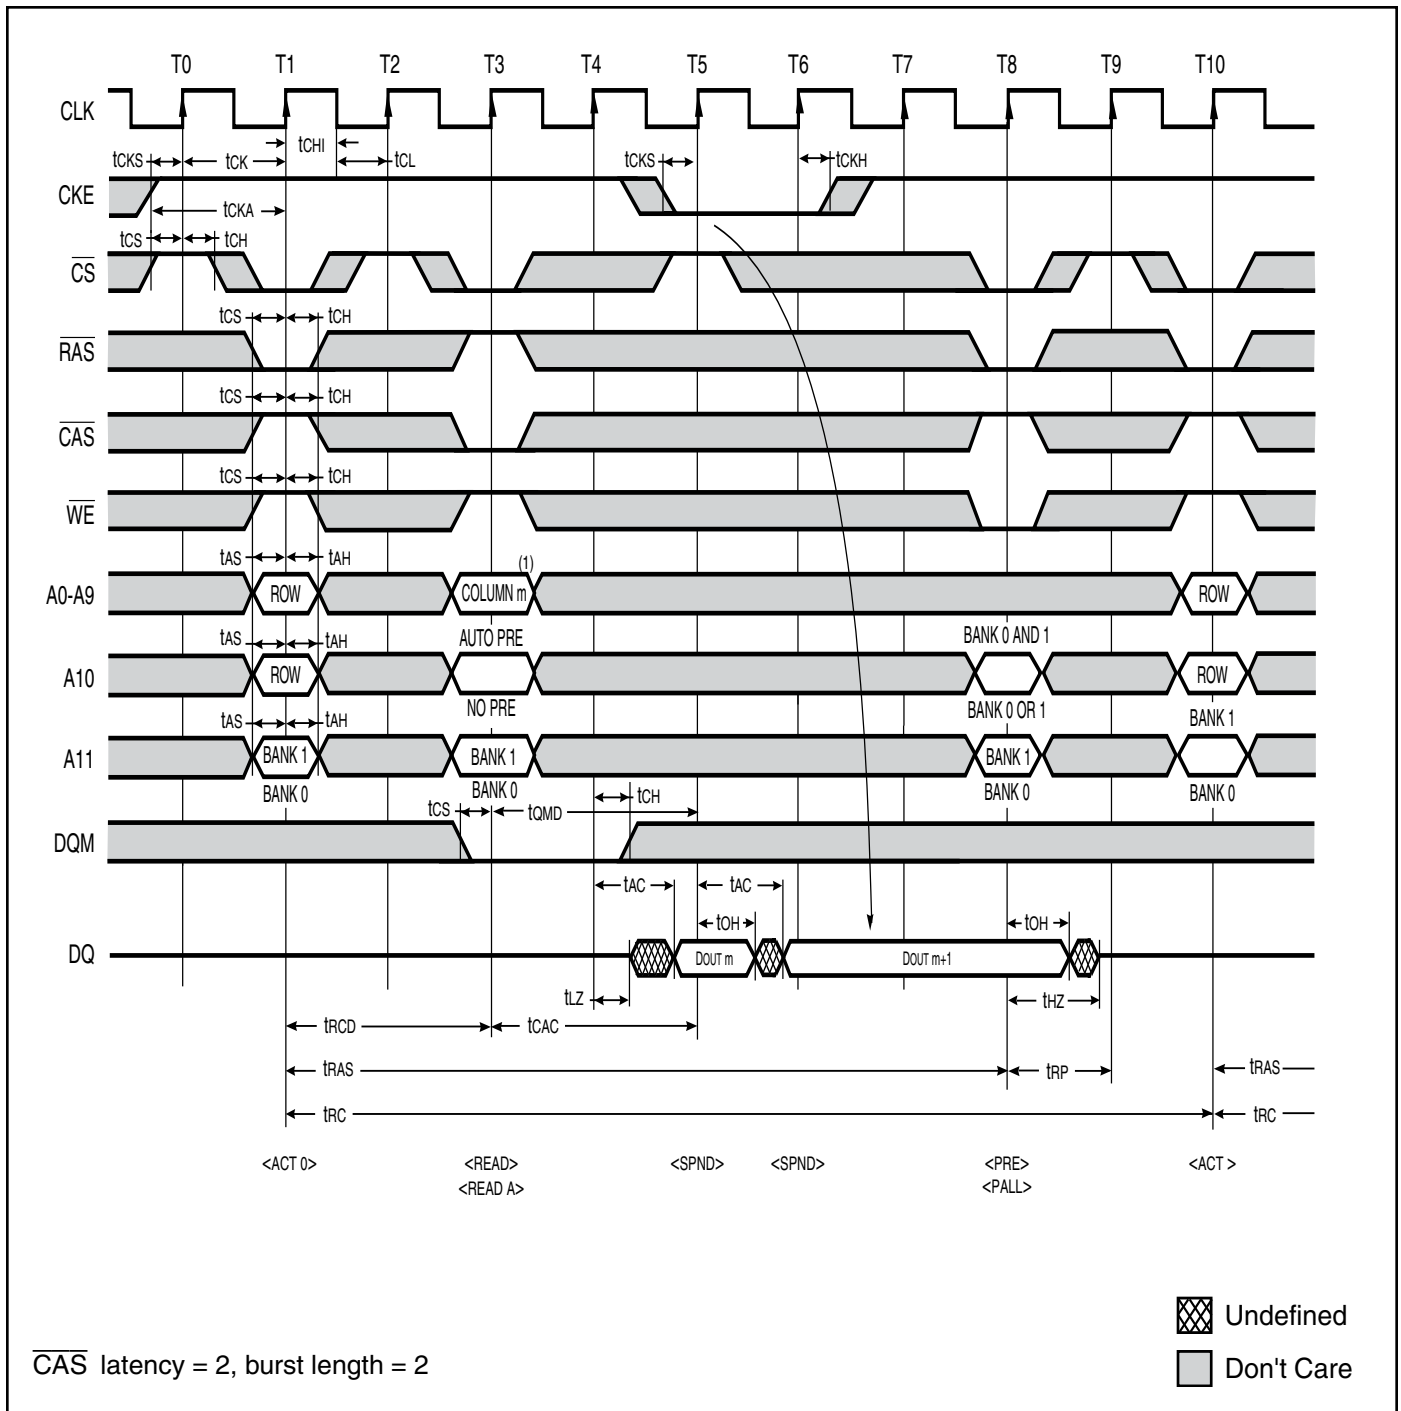 T0 T1 T2 T3 T4 T5 T6 T7 T8 T9 T10
CLK
tCHI
tCKS tCK tCL tCKS tCKH
CKE
tCKA
tCS tCH
CS
tCS tCH
RAS
tCS tCH
CAS
tCS tCH
WE
tAS tAH (1)
A0-A9 ROW COLUMN m ROW
tAS tAH AUTO PRE BANK 0 AND 1
A10 ROW ROW
NO PRE BANK 0 OR 1 BANK 1
tAS tAH
A11 BANK 1 BANK 1 BANK 1
BANK 0 BANK 0 BANK 0 BANK 0
tCS tQMD tCH
DQM
tAC tAC
tOH tOH
DQ DOUT m DOUT m+1
tLZ tHZ
tRCD tCAC
tRAS tRP tRAS
tRC tRC
<ACT 0> <READ> <SPND> <SPND> <PRE> <ACT >
<READ A> <PALL>
Undefined
CAS latency = 2, burst length = 2
Don't Care